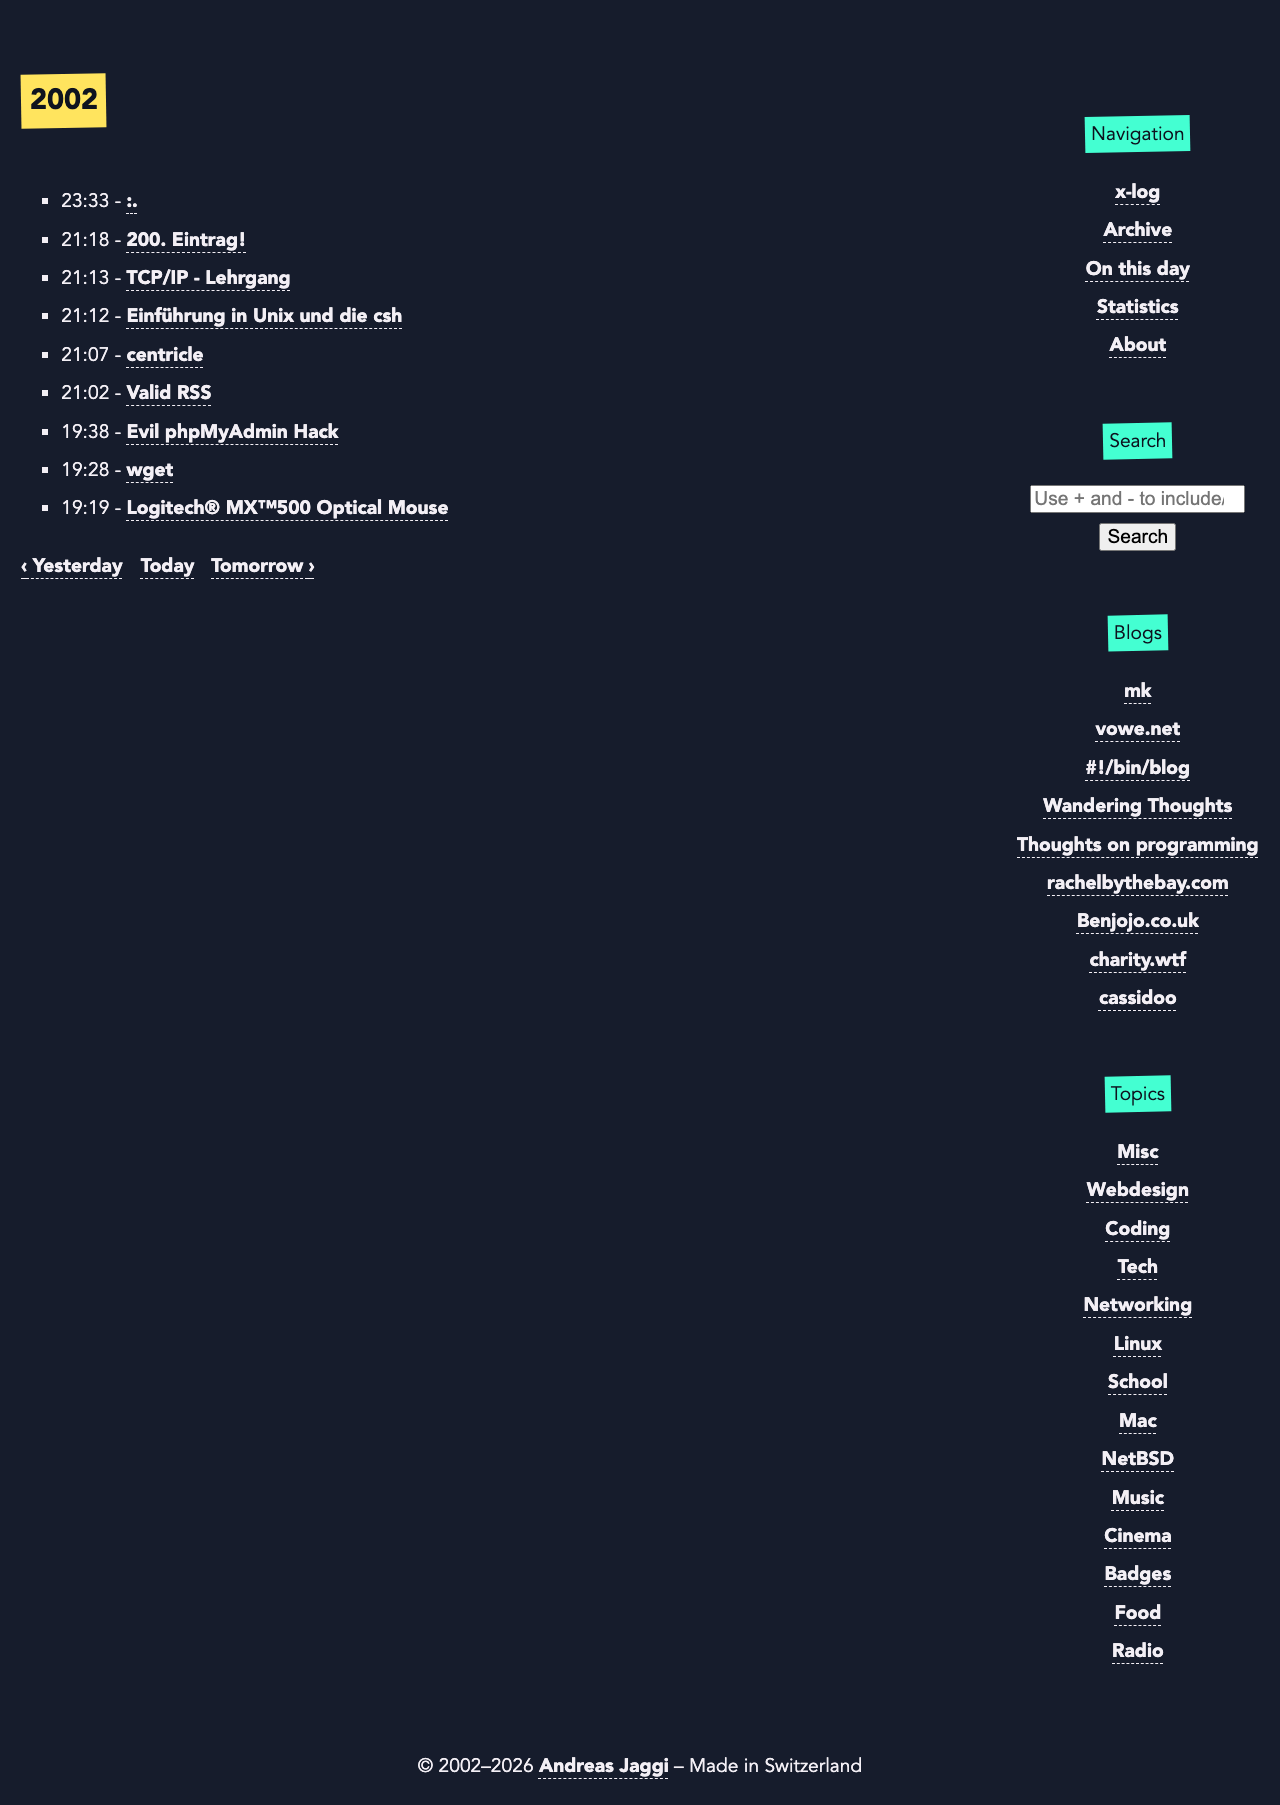 2002
23:33 - :.
21:18 - 200. Eintrag!
21:13 - TCP/IP - Lehrgang
21:12 - Einführung in Unix und die csh
21:07 - centricle
21:02 - Valid RSS
19:38 - Evil phpMyAdmin Hack
19:28 - wget
19:19 - Logitech® MX™500 Optical Mouse
‹ Yesterday Today Tomorrow ›
Navigation
x-log
Archive
On this day
Statistics
About
Search
Use + and - to include/
Search
Blogs
mk
vowe.net
#!/bin/blog
Wandering Thoughts
Thoughts on programming
rachelbythebay.com
Benjojo.co.uk
charity.wtf
cassidoo
Topics
Misc
Webdesign
Coding
Tech
Networking
Linux
School
Mac
NetBSD
Music
Cinema
Badges
Food
Radio
© 2002–2026 Andreas Jaggi – Made in Switzerland